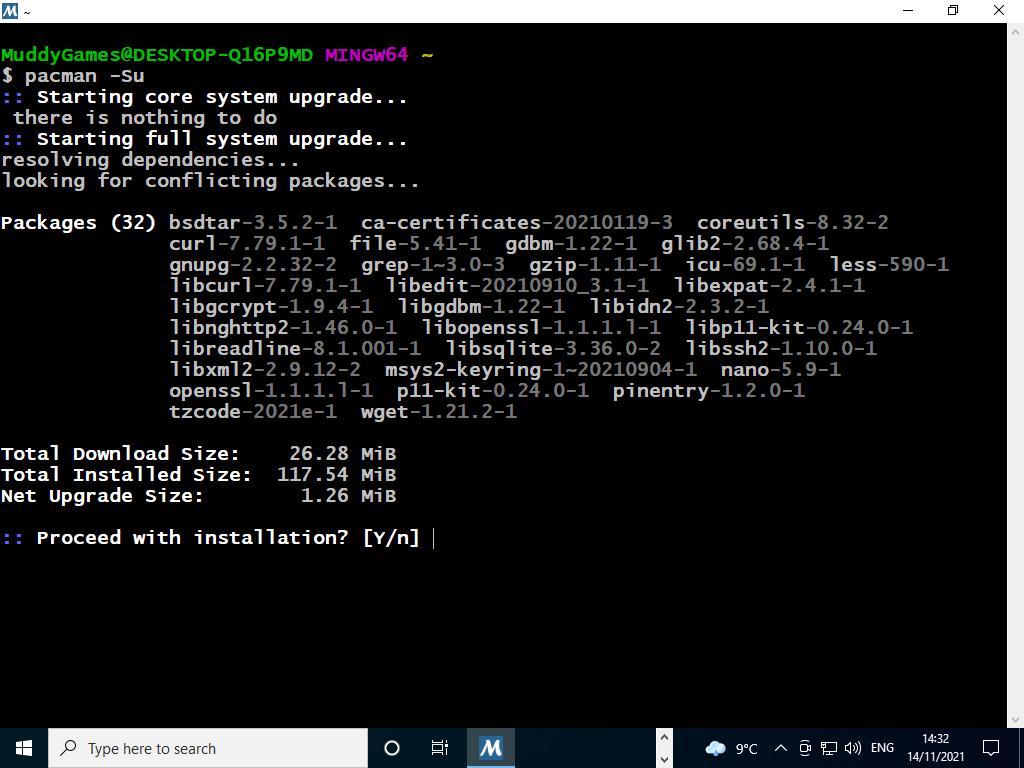 M ~
MuddyGames@DESKTOP-Q16P9MD MINGW64 ~
$ pacman -Su
:: Starting core system upgrade...
 there is nothing to do
:: Starting full system upgrade...
resolving dependencies...
looking for conflicting packages...
Packages (32) bsdtar-3.5.2-1  ca-certificates-20210119-3  coreutils-8.32-2
              curl-7.79.1-1  file-5.41-1  gdbm-1.22-1  glib2-2.68.4-1
              gnupg-2.2.32-2  grep-1~3.0-3  gzip-1.11-1  icu-69.1-1  less-590-1
              libcurl-7.79.1-1  libedit-20210910_3.1-1  libexpat-2.4.1-1
              libgcrypt-1.9.4-1  libgdbm-1.22-1  libidn2-2.3.2-1
              libnghttp2-1.46.0-1  libopenssl-1.1.1.l-1  libp11-kit-0.24.0-1
              libreadline-8.1.001-1  libsqlite-3.36.0-2  libssh2-1.10.0-1
              libxml2-2.9.12-2  msys2-keyring-1~20210904-1  nano-5.9-1
              openssl-1.1.1.l-1  p11-kit-0.24.0-1  pinentry-1.2.0-1
              tzcode-2021e-1  wget-1.21.2-1
Total Download Size:    26.28 MiB
Total Installed Size:  117.54 MiB
Net Upgrade Size:        1.26 MiB
:: Proceed with installation? [Y/n]
Type here to search
M
9°C
ENG
14:32
14/11/2021